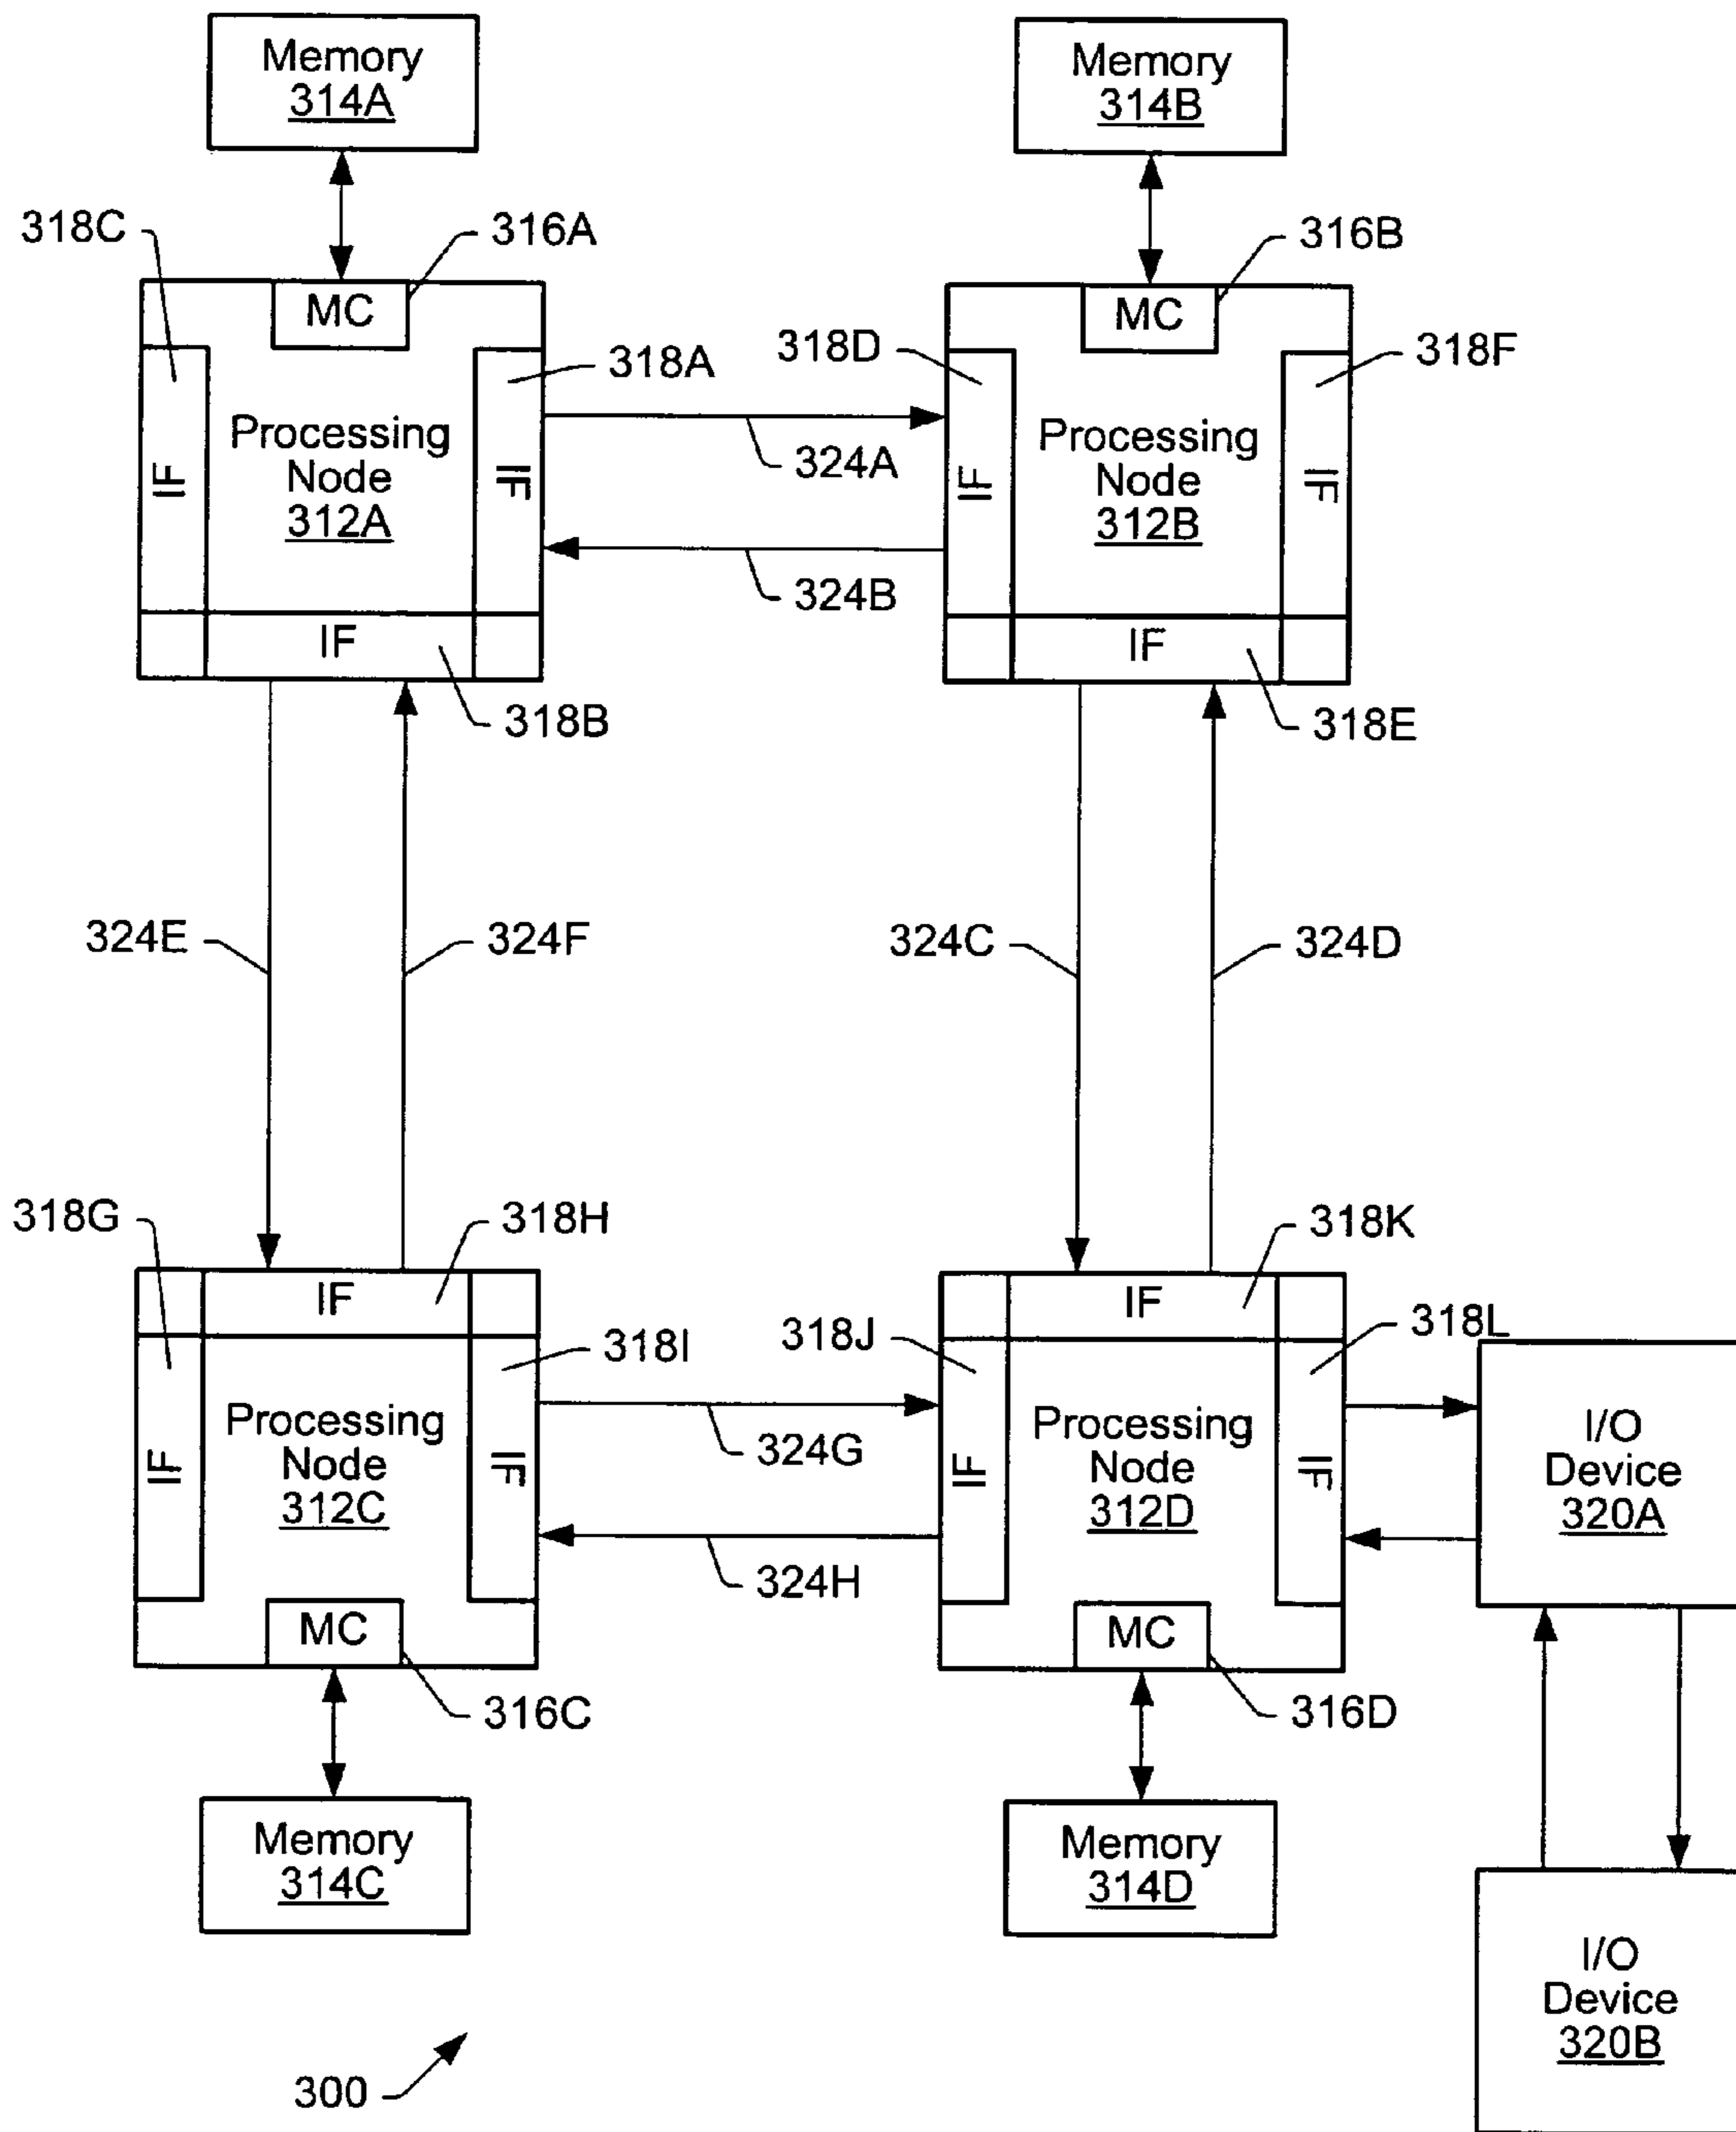 Memory
314A
Memory
314B
318C
316A
316B
MC
MC
318A
318D
318F
Processing
Node
312A
IF
IF
324A
Processing
Node
312B
IF
IF
324B
IF
IF
318B
318E
324E
324F
324C
324D
318G
318H
318K
IF
IF
318I
318J
318L
Processing
Node
312C
IF
IF
324G
Processing
Node
312D
IF
IF
I/O
Device
320A
324H
MC
MC
316C
316D
Memory
314C
Memory
314D
I/O
Device
320B
300